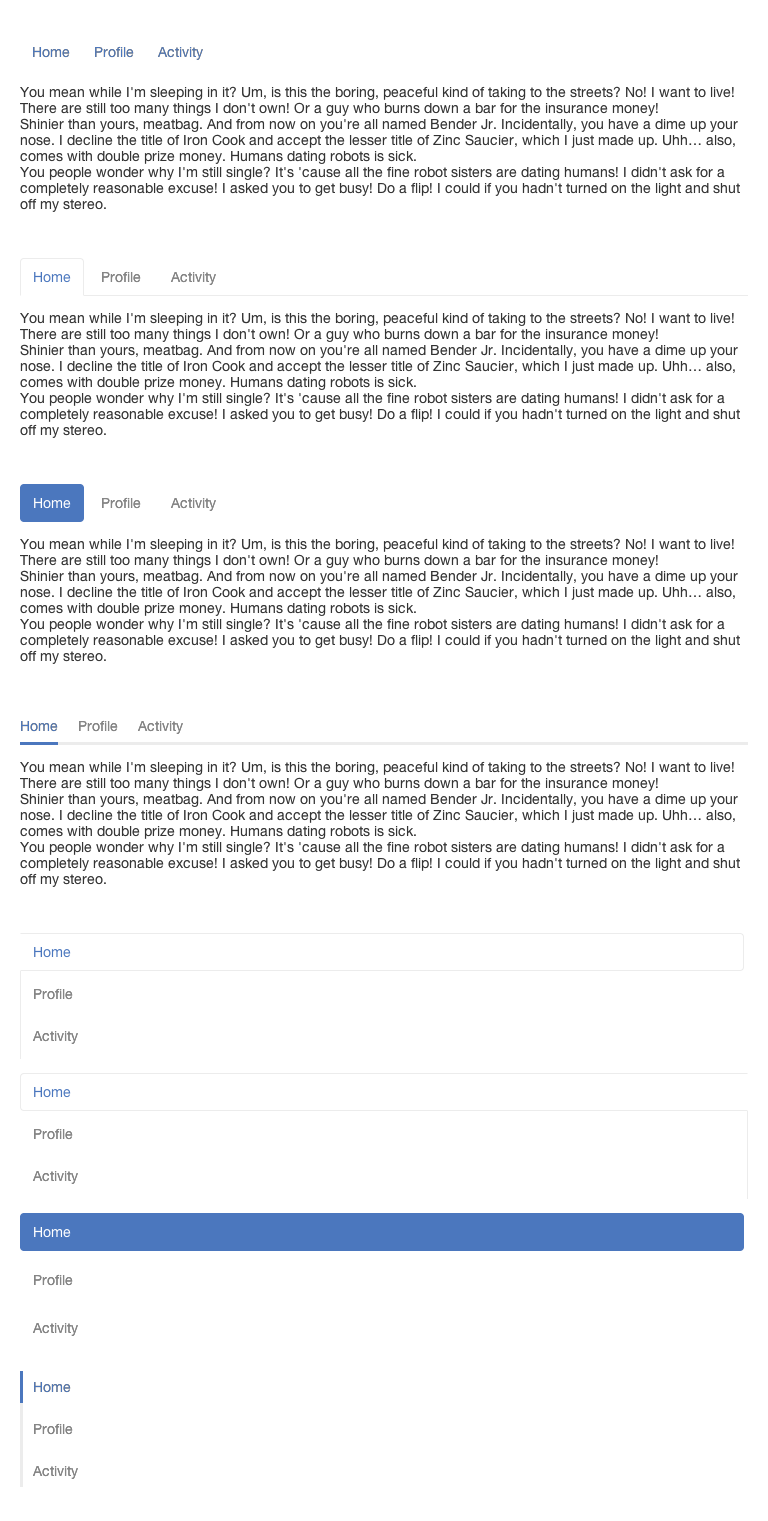 Home Profile Activity
You mean while I'm sleeping in it? Um, is this the boring, peaceful kind of taking to the streets? No! I want to live!
There are still too many things I don't own! Or a guy who burns down a bar for the insurance money!
Shinier than yours, meatbag. And from now on you're all named Bender Jr. Incidentally, you have a dime up your
nose. I decline the title of Iron Cook and accept the lesser title of Zinc Saucier, which I just made up. Uhh… also,
comes with double prize money. Humans dating robots is sick.
You people wonder why I'm still single? It's 'cause all the fine robot sisters are dating humans! I didn't ask for a
completely reasonable excuse! I asked you to get busy! Do a flip! I could if you hadn't turned on the light and shut
off my stereo.
Home Profile Activity
You mean while I'm sleeping in it? Um, is this the boring, peaceful kind of taking to the streets? No! I want to live!
There are still too many things I don't own! Or a guy who burns down a bar for the insurance money!
Shinier than yours, meatbag. And from now on you're all named Bender Jr. Incidentally, you have a dime up your
nose. I decline the title of Iron Cook and accept the lesser title of Zinc Saucier, which I just made up. Uhh… also,
comes with double prize money. Humans dating robots is sick.
You people wonder why I'm still single? It's 'cause all the fine robot sisters are dating humans! I didn't ask for a
completely reasonable excuse! I asked you to get busy! Do a flip! I could if you hadn't turned on the light and shut
off my stereo.
Home Profile Activity
You mean while I'm sleeping in it? Um, is this the boring, peaceful kind of taking to the streets? No! I want to live!
There are still too many things I don't own! Or a guy who burns down a bar for the insurance money!
Shinier than yours, meatbag. And from now on you're all named Bender Jr. Incidentally, you have a dime up your
nose. I decline the title of Iron Cook and accept the lesser title of Zinc Saucier, which I just made up. Uhh… also,
comes with double prize money. Humans dating robots is sick.
You people wonder why I'm still single? It's 'cause all the fine robot sisters are dating humans! I didn't ask for a
completely reasonable excuse! I asked you to get busy! Do a flip! I could if you hadn't turned on the light and shut
off my stereo.
Home Profile Activity
You mean while I'm sleeping in it? Um, is this the boring, peaceful kind of taking to the streets? No! I want to live!
There are still too many things I don't own! Or a guy who burns down a bar for the insurance money!
Shinier than yours, meatbag. And from now on you're all named Bender Jr. Incidentally, you have a dime up your
nose. I decline the title of Iron Cook and accept the lesser title of Zinc Saucier, which I just made up. Uhh… also,
comes with double prize money. Humans dating robots is sick.
You people wonder why I'm still single? It's 'cause all the fine robot sisters are dating humans! I didn't ask for a
completely reasonable excuse! I asked you to get busy! Do a flip! I could if you hadn't turned on the light and shut
off my stereo.
Home
Profile
Activity
Home
Profile
Activity
Home
Profile
Activity
Home
Profile
Activity